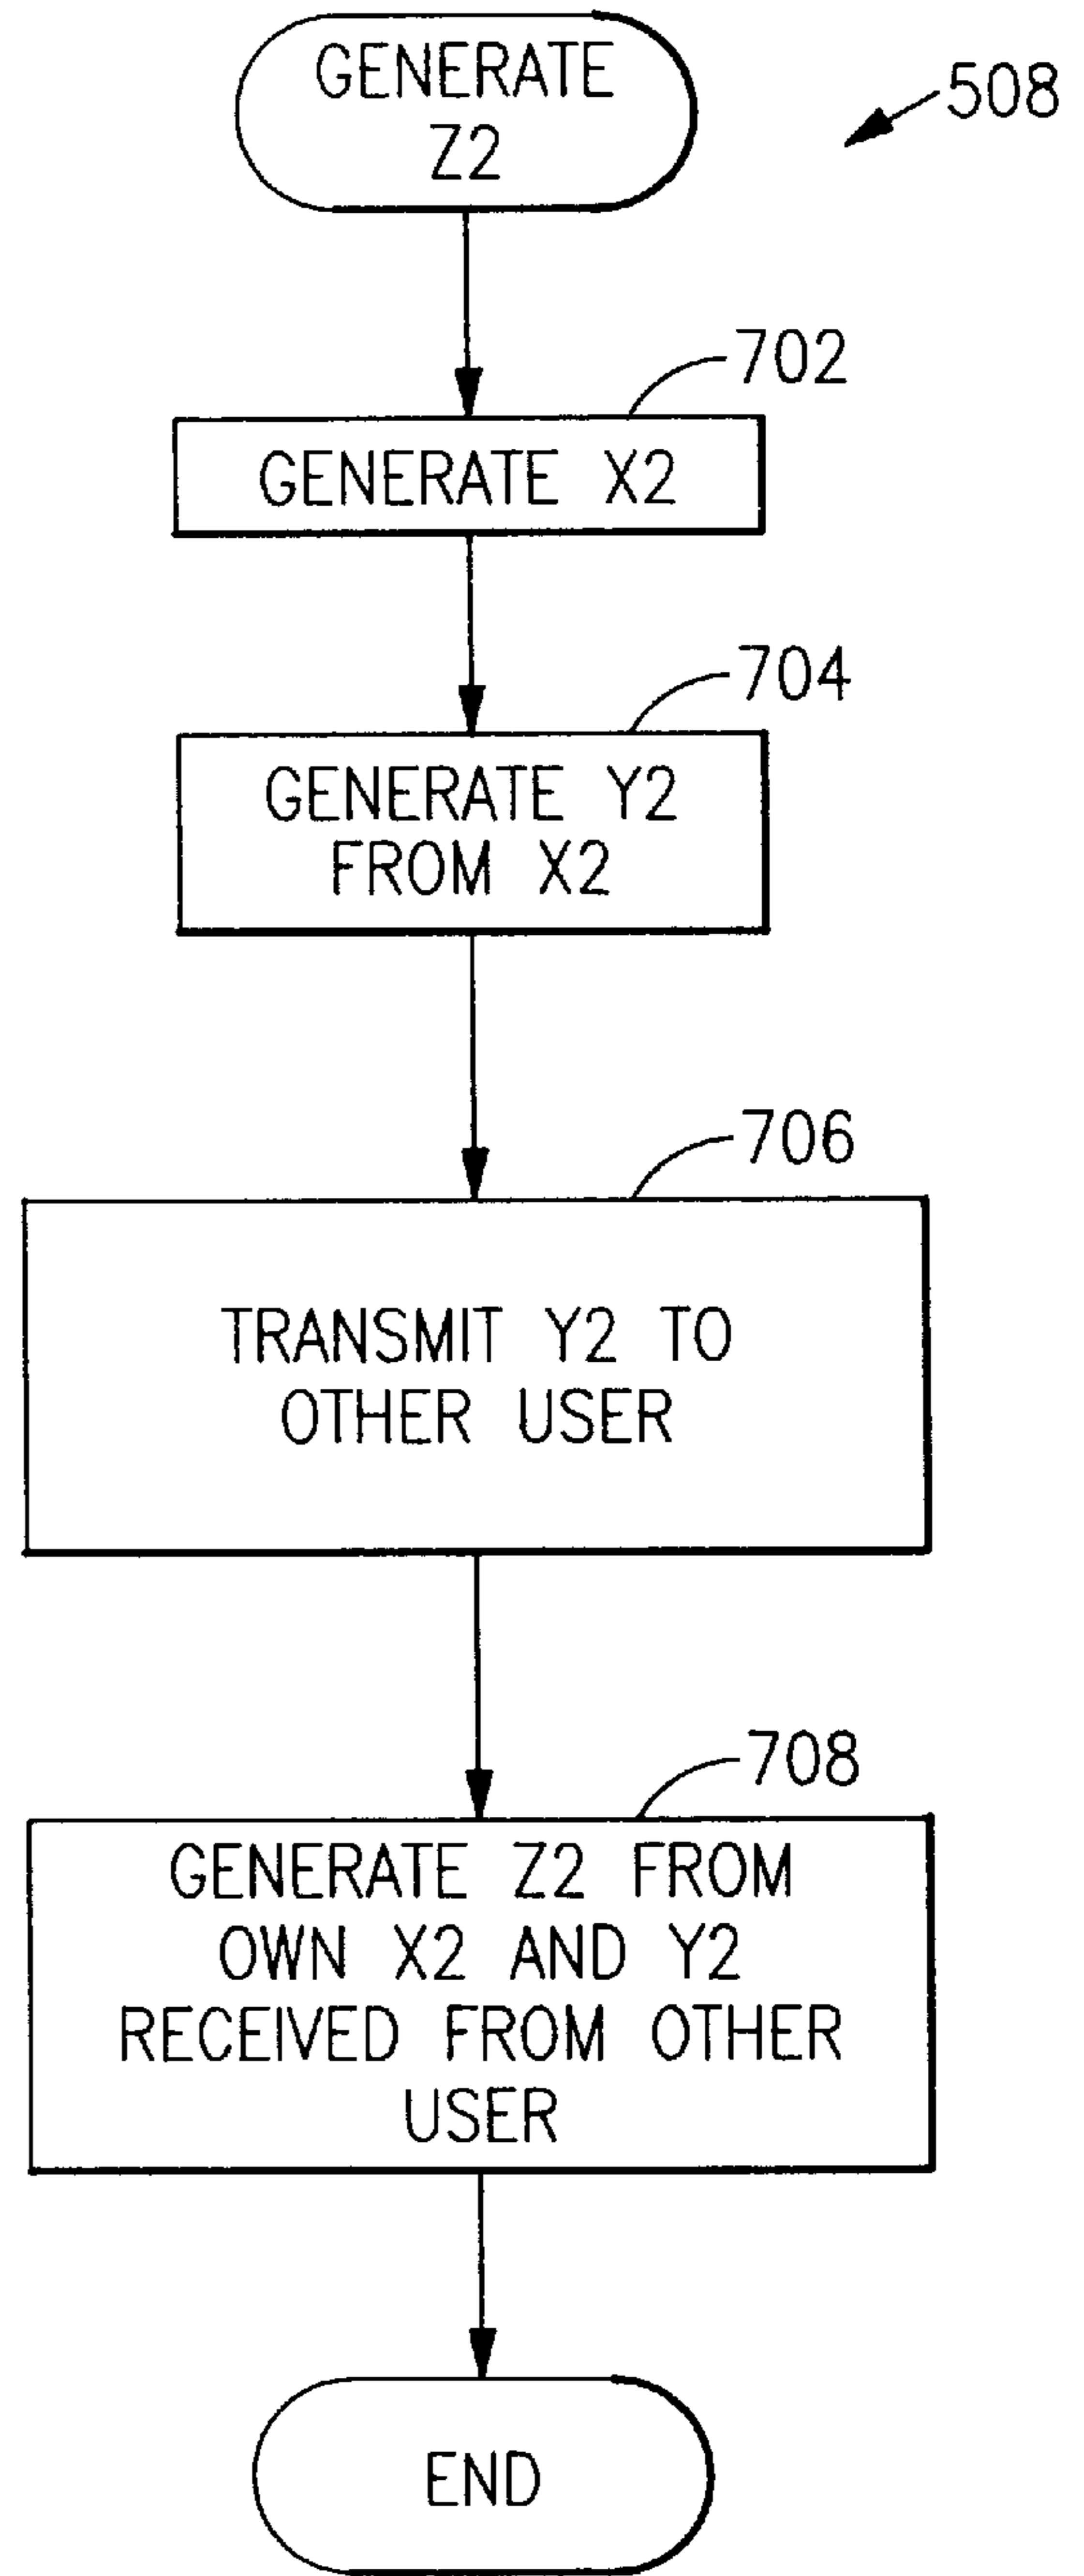 GENERATE
Z2
508
702
GENERATE X2
704
GENERATE Y2
FROM X2
706
TRANSMIT Y2 TO
OTHER USER
708
GENERATE Z2 FROM
OWN X2 AND Y2
RECEIVED FROM OTHER
USER
END